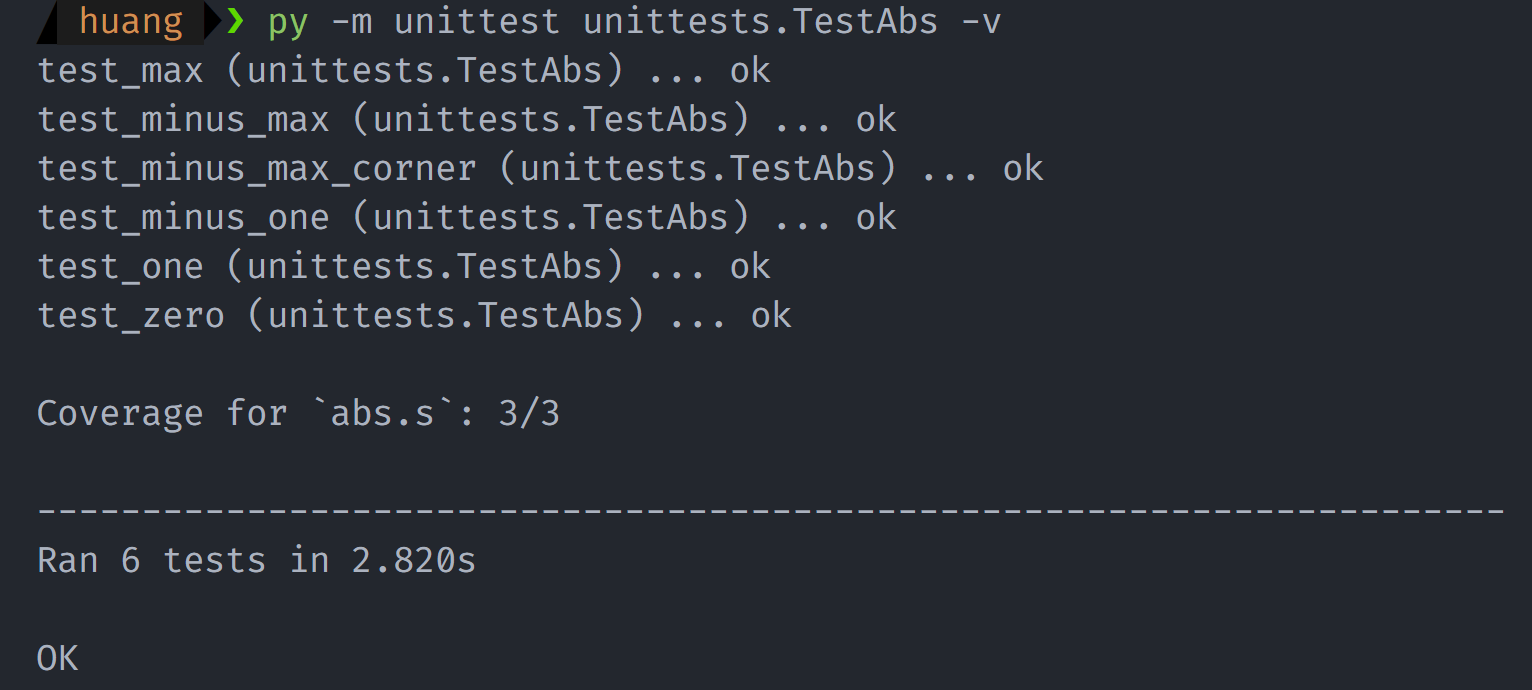 huang ❯ py -m unittest unittests.TestAbs -v
test_max (unittests.TestAbs) ... ok
test_minus_max (unittests.TestAbs) ... ok
test_minus_max_corner (unittests.TestAbs) ... ok
test_minus_one (unittests.TestAbs) ... ok
test_one (unittests.TestAbs) ... ok
test_zero (unittests.TestAbs) ... ok
Coverage for `abs.s`: 3/3
----------------------------------------------------------------------
Ran 6 tests in 2.820s
OK